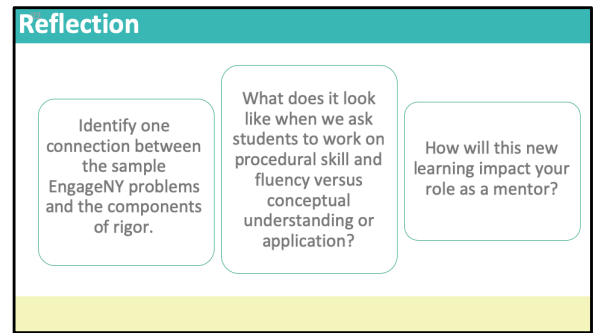 Reflection
Identify one
connection between
the sample
EngageNY problems
and the components
of rigor.
What does it look
like when we ask
students to work on
procedural skill and
fluency versus
conceptual
understanding or
application?
How will this new
learning impact your
role as a mentor?